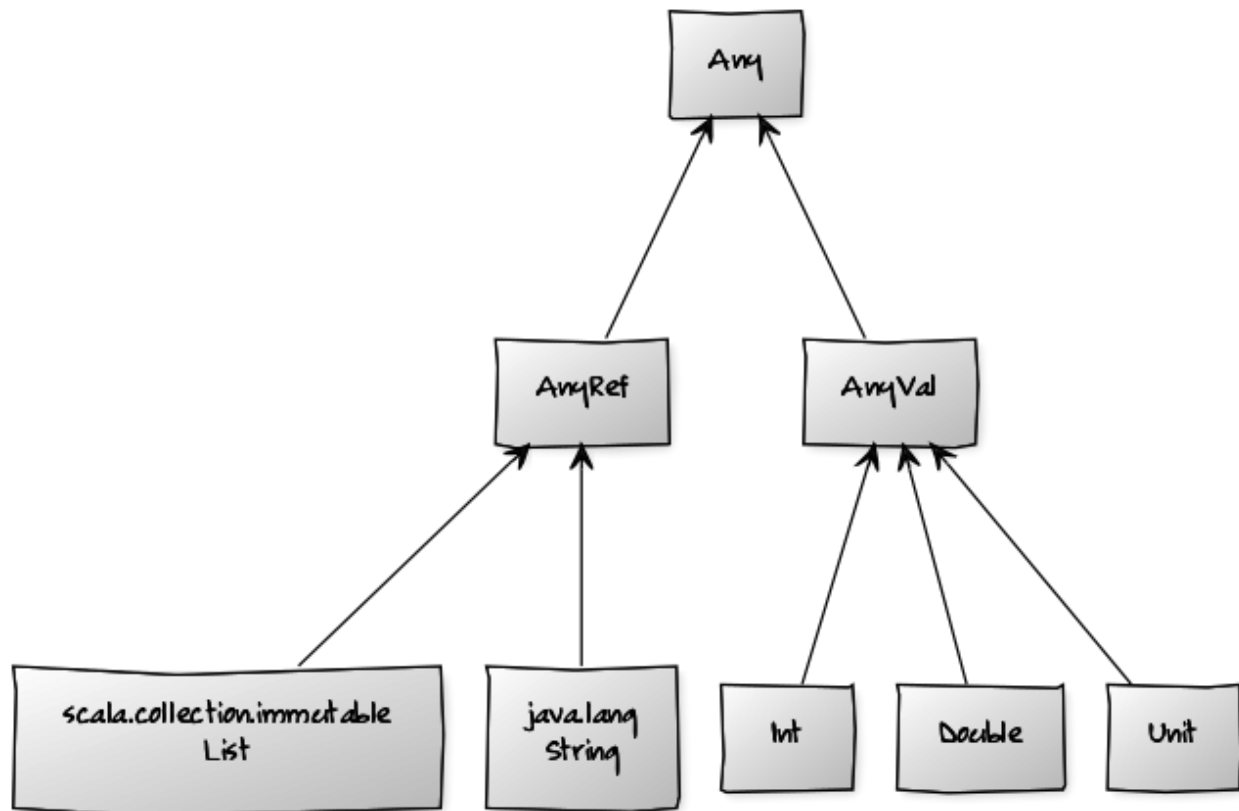 Any
AnyRef
AnyVal
scala.collection.immutable
List
java.lang
String
Int
Double
Unit